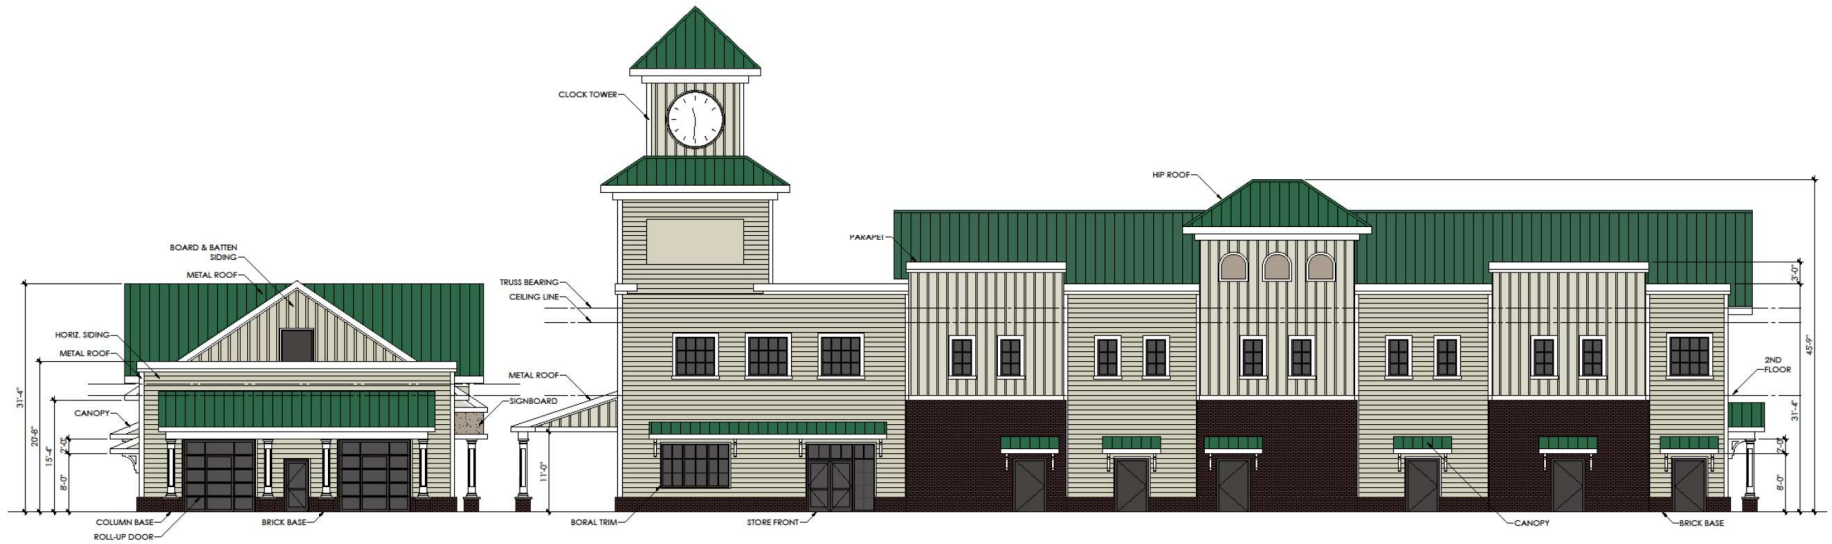 CLOCK TOWER
HIP ROOF
BOARD & BATTEN
SIDING
METAL ROOF
PARAPET
TRUSS BEARING
CEILING LINE
3'-0"
45'-9"
HORIZ. SIDING
METAL ROOF
METAL ROOF
SIGNBOARD
2ND
FLOOR
31'-4"
20'-8"
15'-4"
CANOPY
2'-0"
8'-0"
11'-0"
31'-4"
2'-0"
8'-0"
COLUMN BASE
BRICK BASE
ROLL-UP DOOR
BORAL TRIM
STORE FRONT
CANOPY
BRICK BASE